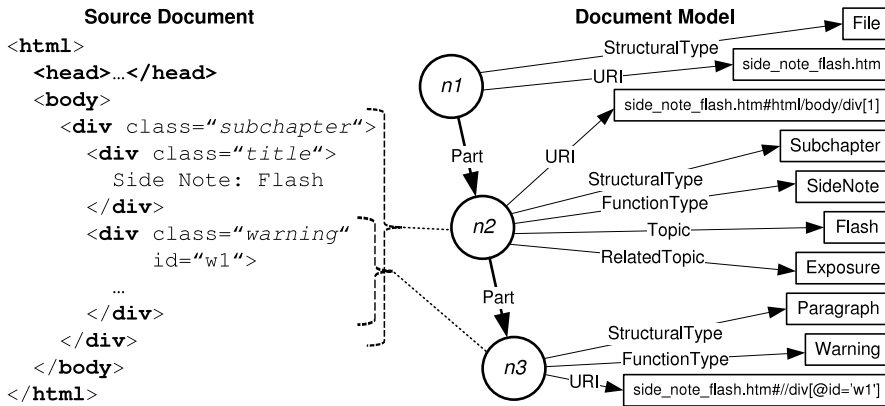 Source Document
<html>
<head>…</head>
<body>
<div class=“subchapter“>
<div class=“title“>
Side Note: Flash
</div>
<div class=“warning“
id=“w1“>
…
</div>
</div>
</body>
</html>
Document Model
n1
StructuralType
File
URI
side_note_flash.htm
Part
URI
side_note_flash.htm#html/body/div[1]
n2
StructuralType
Subchapter
FunctionType
SideNote
Topic
Flash
RelatedTopic
Exposure
Part
n3
StructuralType
Paragraph
FunctionType
Warning
URI
side_note_flash.htm#//div[@id='w1']